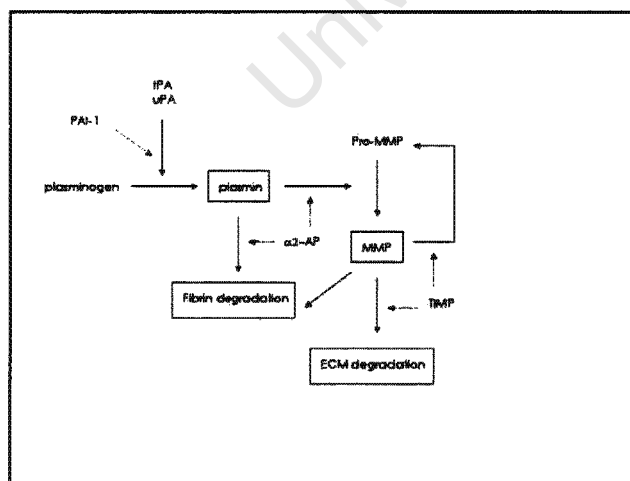 tPA
uPA
PAI-1
Pro-MMP
plasminogen
plasmin
α2-AP
MMP
Fibrin degradation
TIMP
ECM degradation